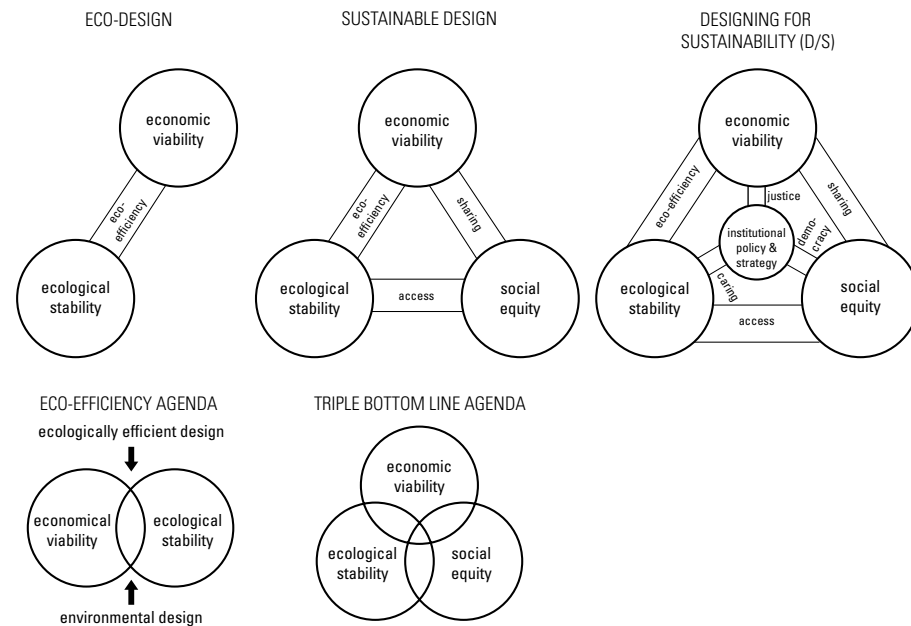 ECO-DESIGN
economic
viability
eco-
efficiency
ecological
stability
SUSTAINABLE DESIGN
economic
viability
eco-
efficiency
sharing
ecological
stability
access
social
equity
DESIGNING FOR
SUSTAINABILITY (D/S)
economic
viability
eco-efficiency
justice
sharing
institutional
policy &
strategy
demo-
cracy
caring
ecological
stability
access
social
equity
ECO-EFFICIENCY AGENDA
ecologically efficient design
economical
viability
ecological
stability
environmental design
TRIPLE BOTTOM LINE AGENDA
economic
viability
ecological
stability
social
equity